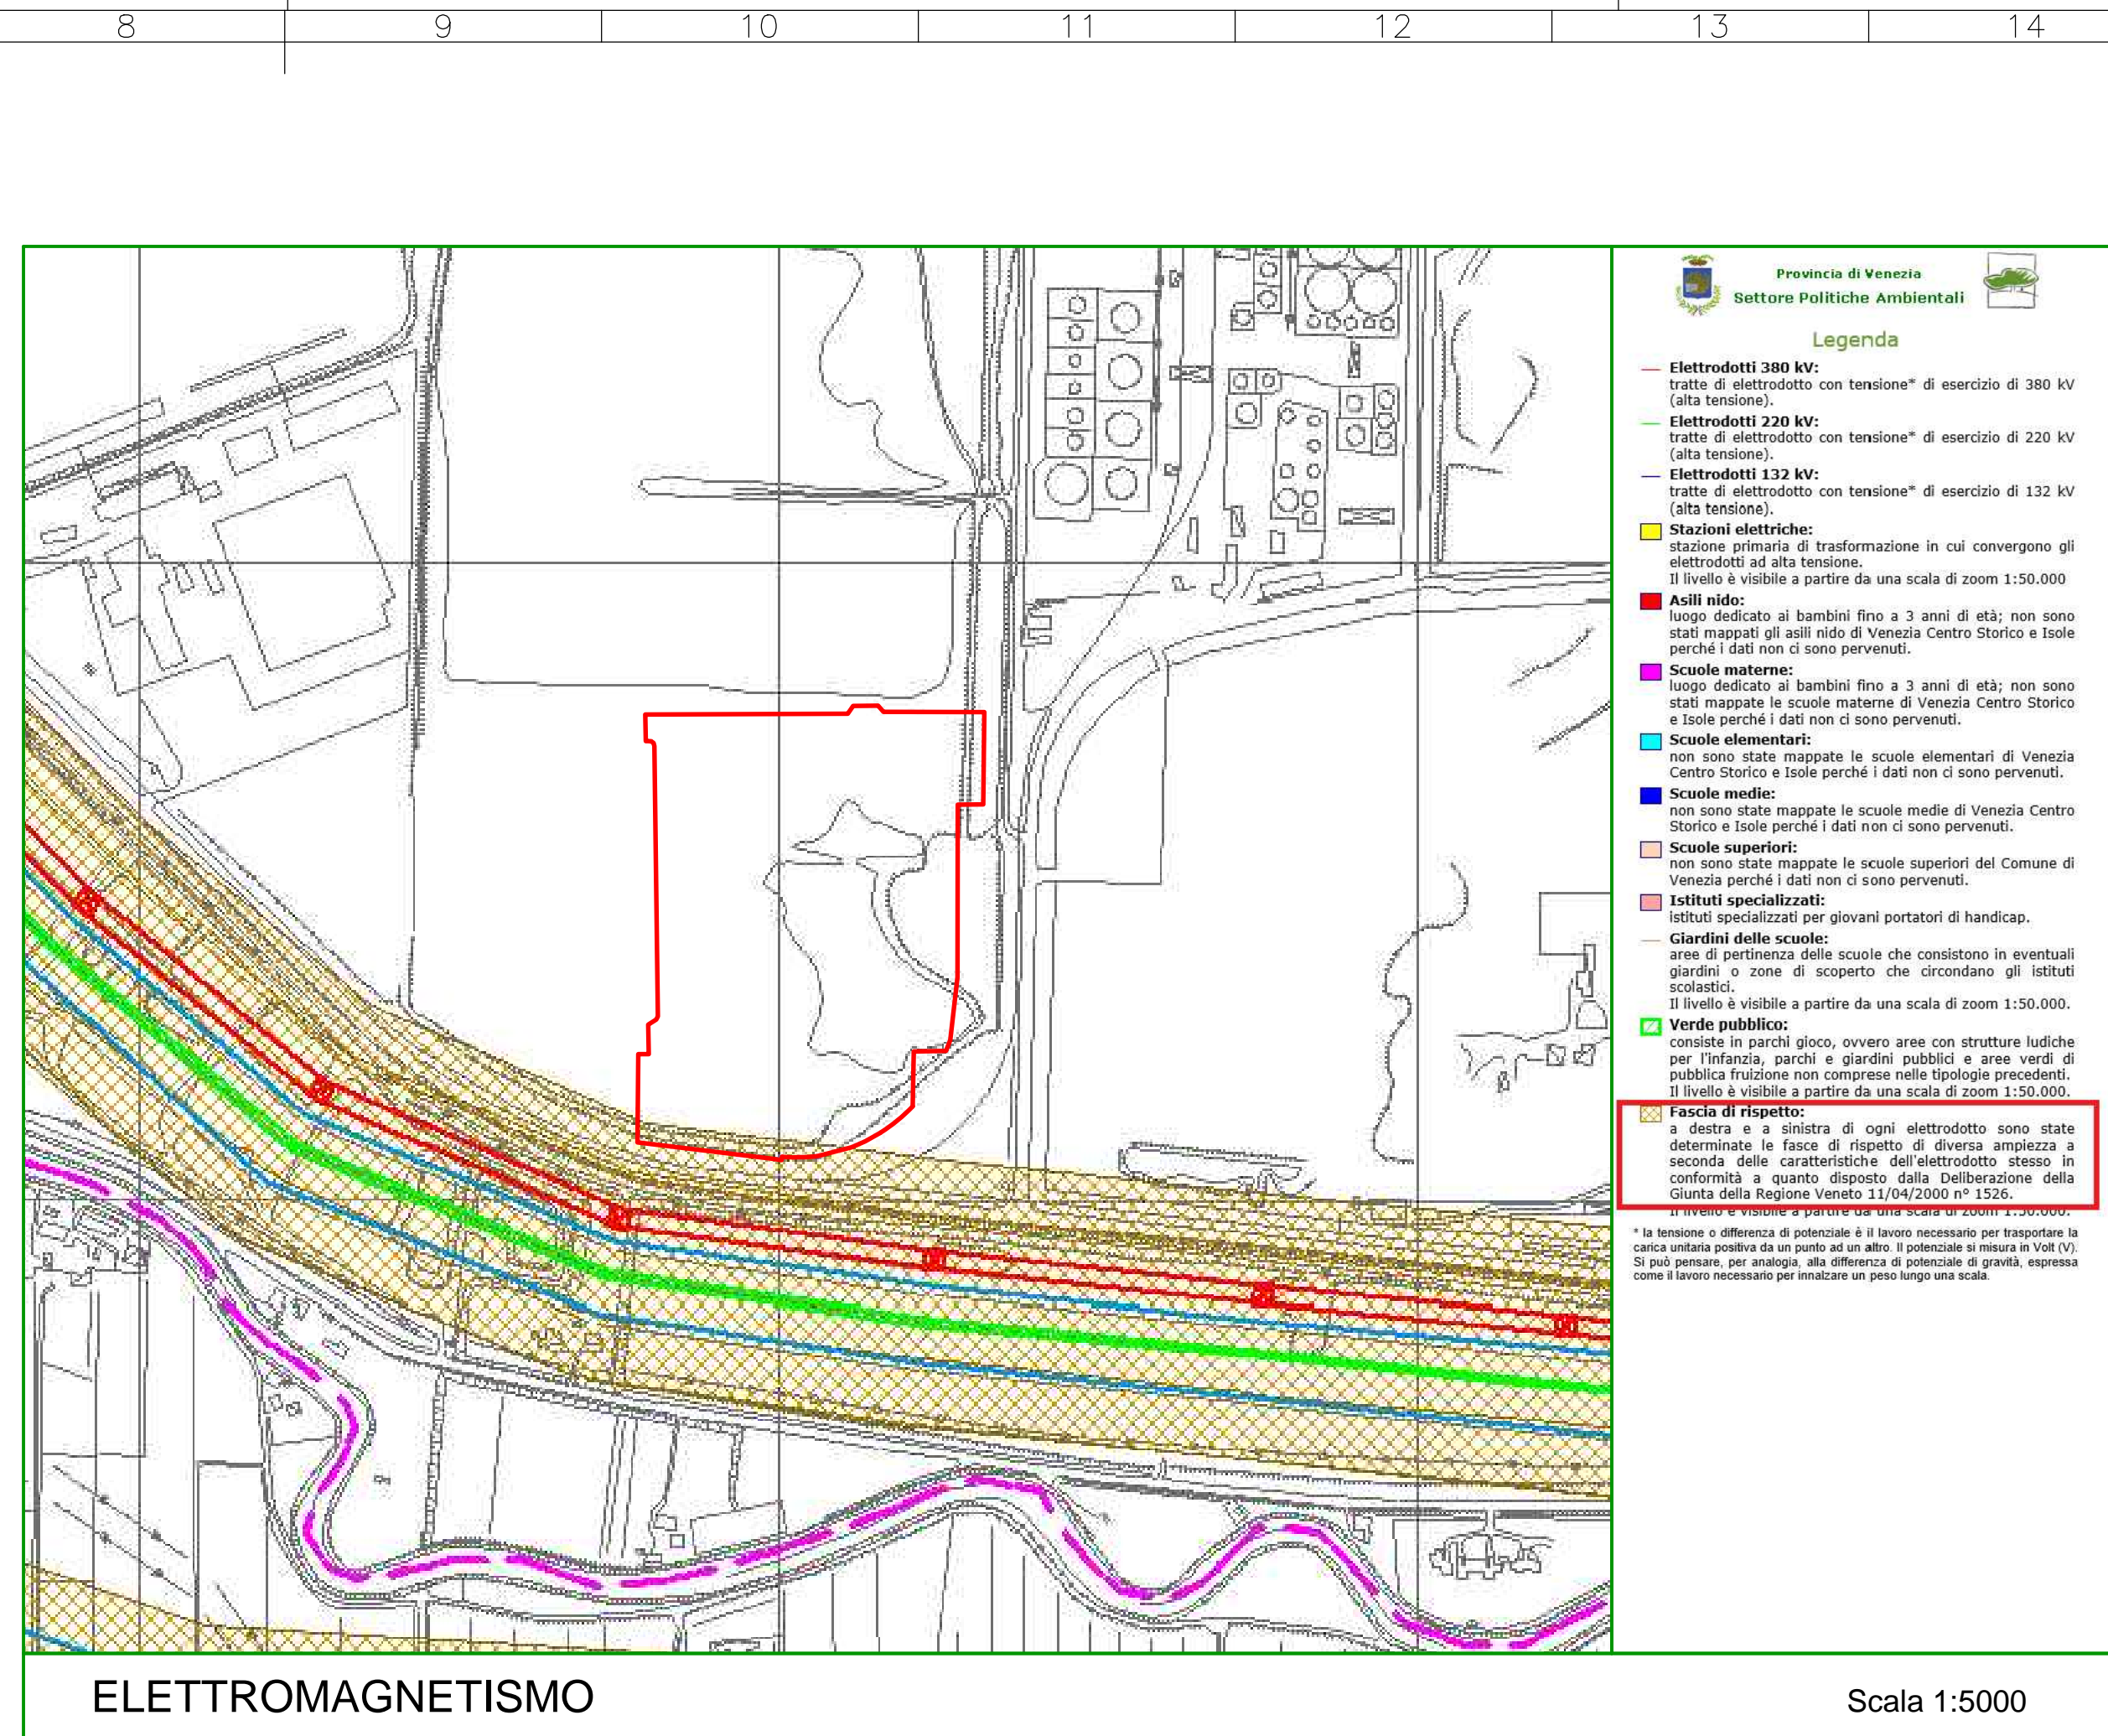 8 9 10 11 12 13 14
Provincia di Venezia
Settore Politiche Ambientali
Legenda
Elettrodotti 380 kV:
tratte di elettrodotto con tensione* di esercizio di 380 kV
(alta tensione).
Elettrodotti 220 kV:
tratte di elettrodotto con tensione* di esercizio di 220 kV
(alta tensione).
Elettrodotti 132 kV:
tratte di elettrodotto con tensione* di esercizio di 132 kV
(alta tensione).
Stazioni elettriche:
stazione primaria di trasformazione in cui convergono gli
elettrodotti ad alta tensione.
Il livello è visibile a partire da una scala di zoom 1:50.000
Asili nido:
luogo dedicato ai bambini fino a 3 anni di età; non sono
stati mappati gli asili nido di Venezia Centro Storico e Isole
perché i dati non ci sono pervenuti.
Scuole materne:
luogo dedicato ai bambini fino a 3 anni di età; non sono
stati mappate le scuole materne di Venezia Centro Storico
e Isole perché i dati non ci sono pervenuti.
Scuole elementari:
non sono state mappate le scuole elementari di Venezia
Centro Storico e Isole perché i dati non ci sono pervenuti.
Scuole medie:
non sono state mappate le scuole medie di Venezia Centro
Storico e Isole perché i dati non ci sono pervenuti.
Scuole superiori:
non sono state mappate le scuole superiori del Comune di
Venezia perché i dati non ci sono pervenuti.
Istituti specializzati:
istituti specializzati per giovani portatori di handicap.
Giardini delle scuole:
aree di pertinenza delle scuole che consistono in eventuali
giardini o zone di scoperto che circondano gli istituti
scolastici.
Il livello è visibile a partire da una scala di zoom 1:50.000.
Verde pubblico:
consiste in parchi gioco, ovvero aree con strutture ludiche
per l'infanzia, parchi e giardini pubblici e aree verdi di
pubblica fruizione non comprese nelle tipologie precedenti.
Il livello è visibile a partire da una scala di zoom 1:50.000.
Fascia di rispetto:
a destra e a sinistra di ogni elettrodotto sono state
determinate le fasce di rispetto di diversa ampiezza a
seconda delle caratteristiche dell'elettrodotto stesso in
conformità a quanto disposto dalla Deliberazione della
Giunta della Regione Veneto 11/04/2000 nº 1526.
Il livello è visibile a partire da una scala di zoom 1:50.000.
* la tensione o differenza di potenziale è il lavoro necessario per trasportare la
carica unitaria positiva da un punto ad un altro. Il potenziale si misura in Volt (V).
Si può pensare, per analogia, alla differenza di potenziale di gravità, espressa
come il lavoro necessario per innalzare un peso lungo una scala.
ELETTROMAGNETISMO
Scala 1:5000